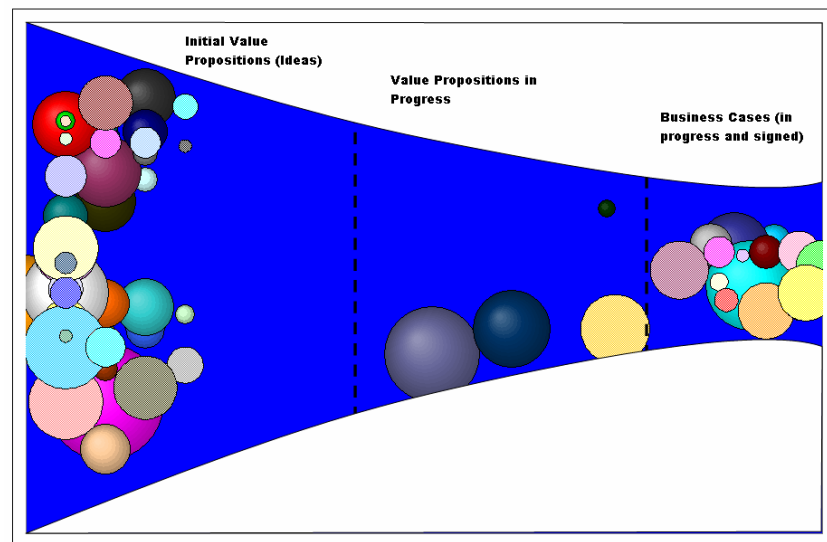 Initial Value
Propositions (Ideas)
Value Propositions in
Progress
Business Cases (in
progress and signed)